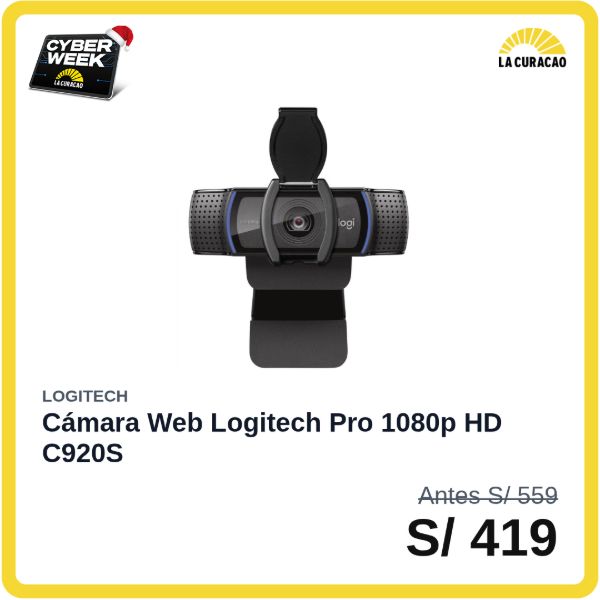 CYBER
WEEK
LA CURACAO
LA CURACAO
logi
LOGITECH
Cámara Web Logitech Pro 1080p HD
C920S
Antes S/ 559
S/ 419